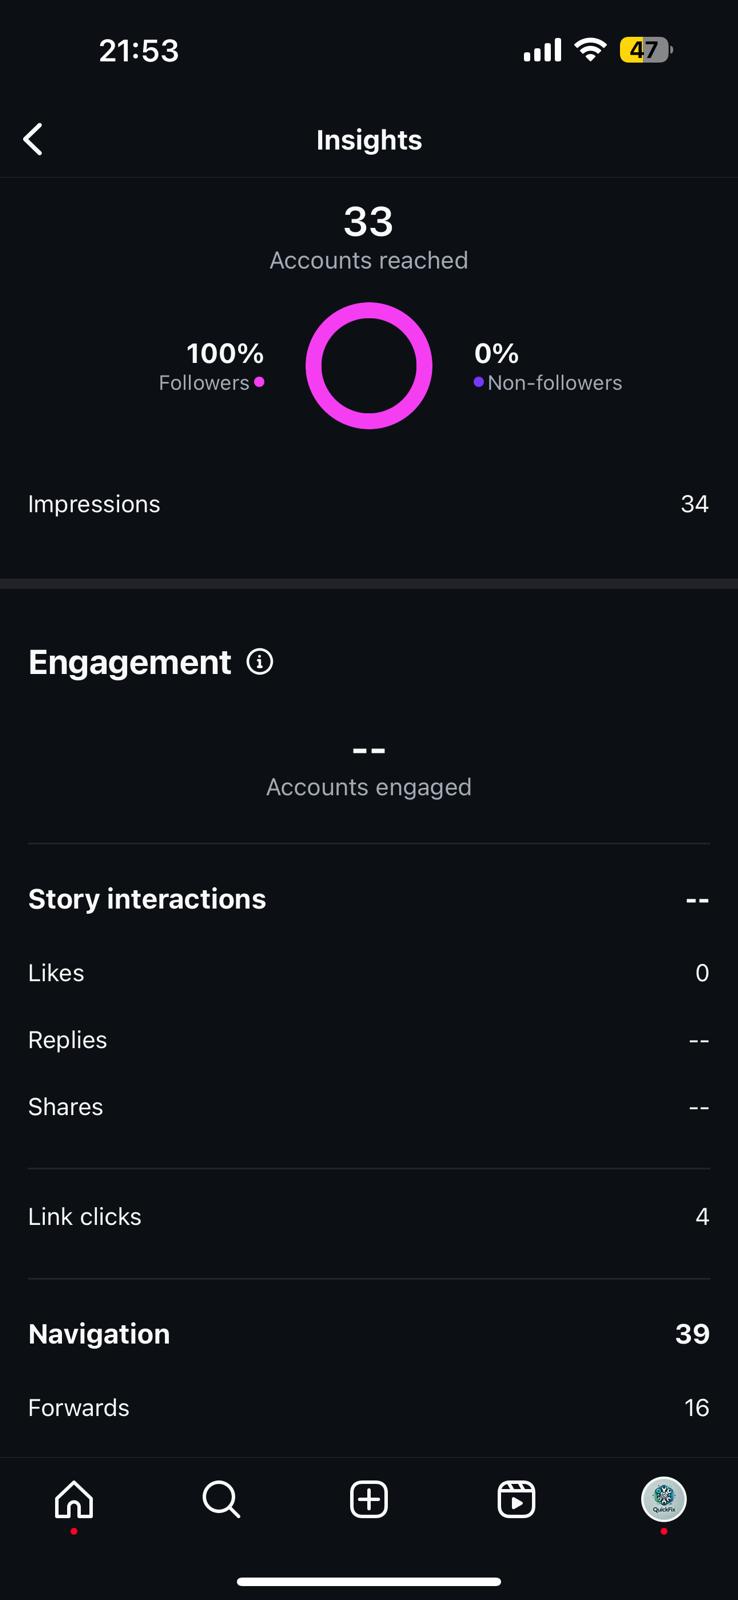 21:53
47
Insights
33
Accounts reached
100%
Followers
0%
Non-followers
Impressions 34
Engagement
--
Accounts engaged
Story interactions --
Likes 0
Replies --
Shares --
Link clicks 4
Navigation 39
Forwards 16
QuickFix